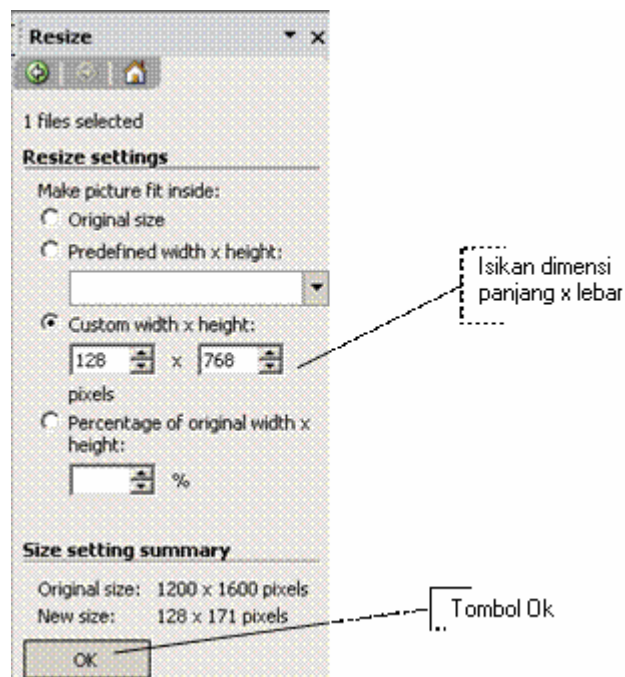 Resize
1 files selected
Resize settings
Make picture fit inside:
Original size
Predefined width x height:
Custom width x height:
128 x 768
pixels
Percentage of original width x
height:
%
Isikan dimensi
panjang x lebar
Size setting summary
Original size: 1200 x 1600 pixels
New size: 128 x 171 pixels
OK
Tombol Ok